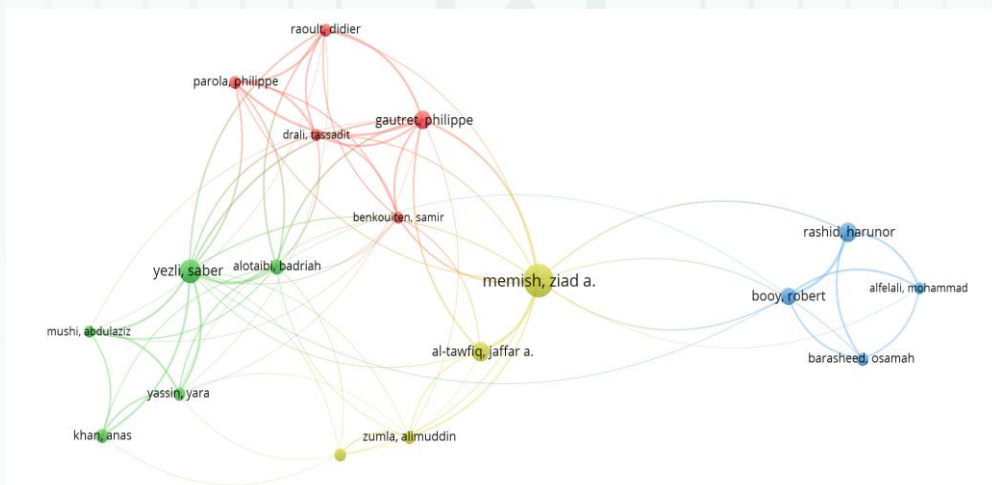 raoult, didier
parola, philippe
gautret, philippe
drali, tassadit
benkouiten, samir
rashid, harunor
yezli, saber
alotaibi, badriah
memish, ziad a.
alfelali, mohammad
booy, robert
mushi, abdulaziz
al-tawfiq, jaffar a.
barasheed, osamah
yassin, yara
khan, anas
zumla, alimuddin